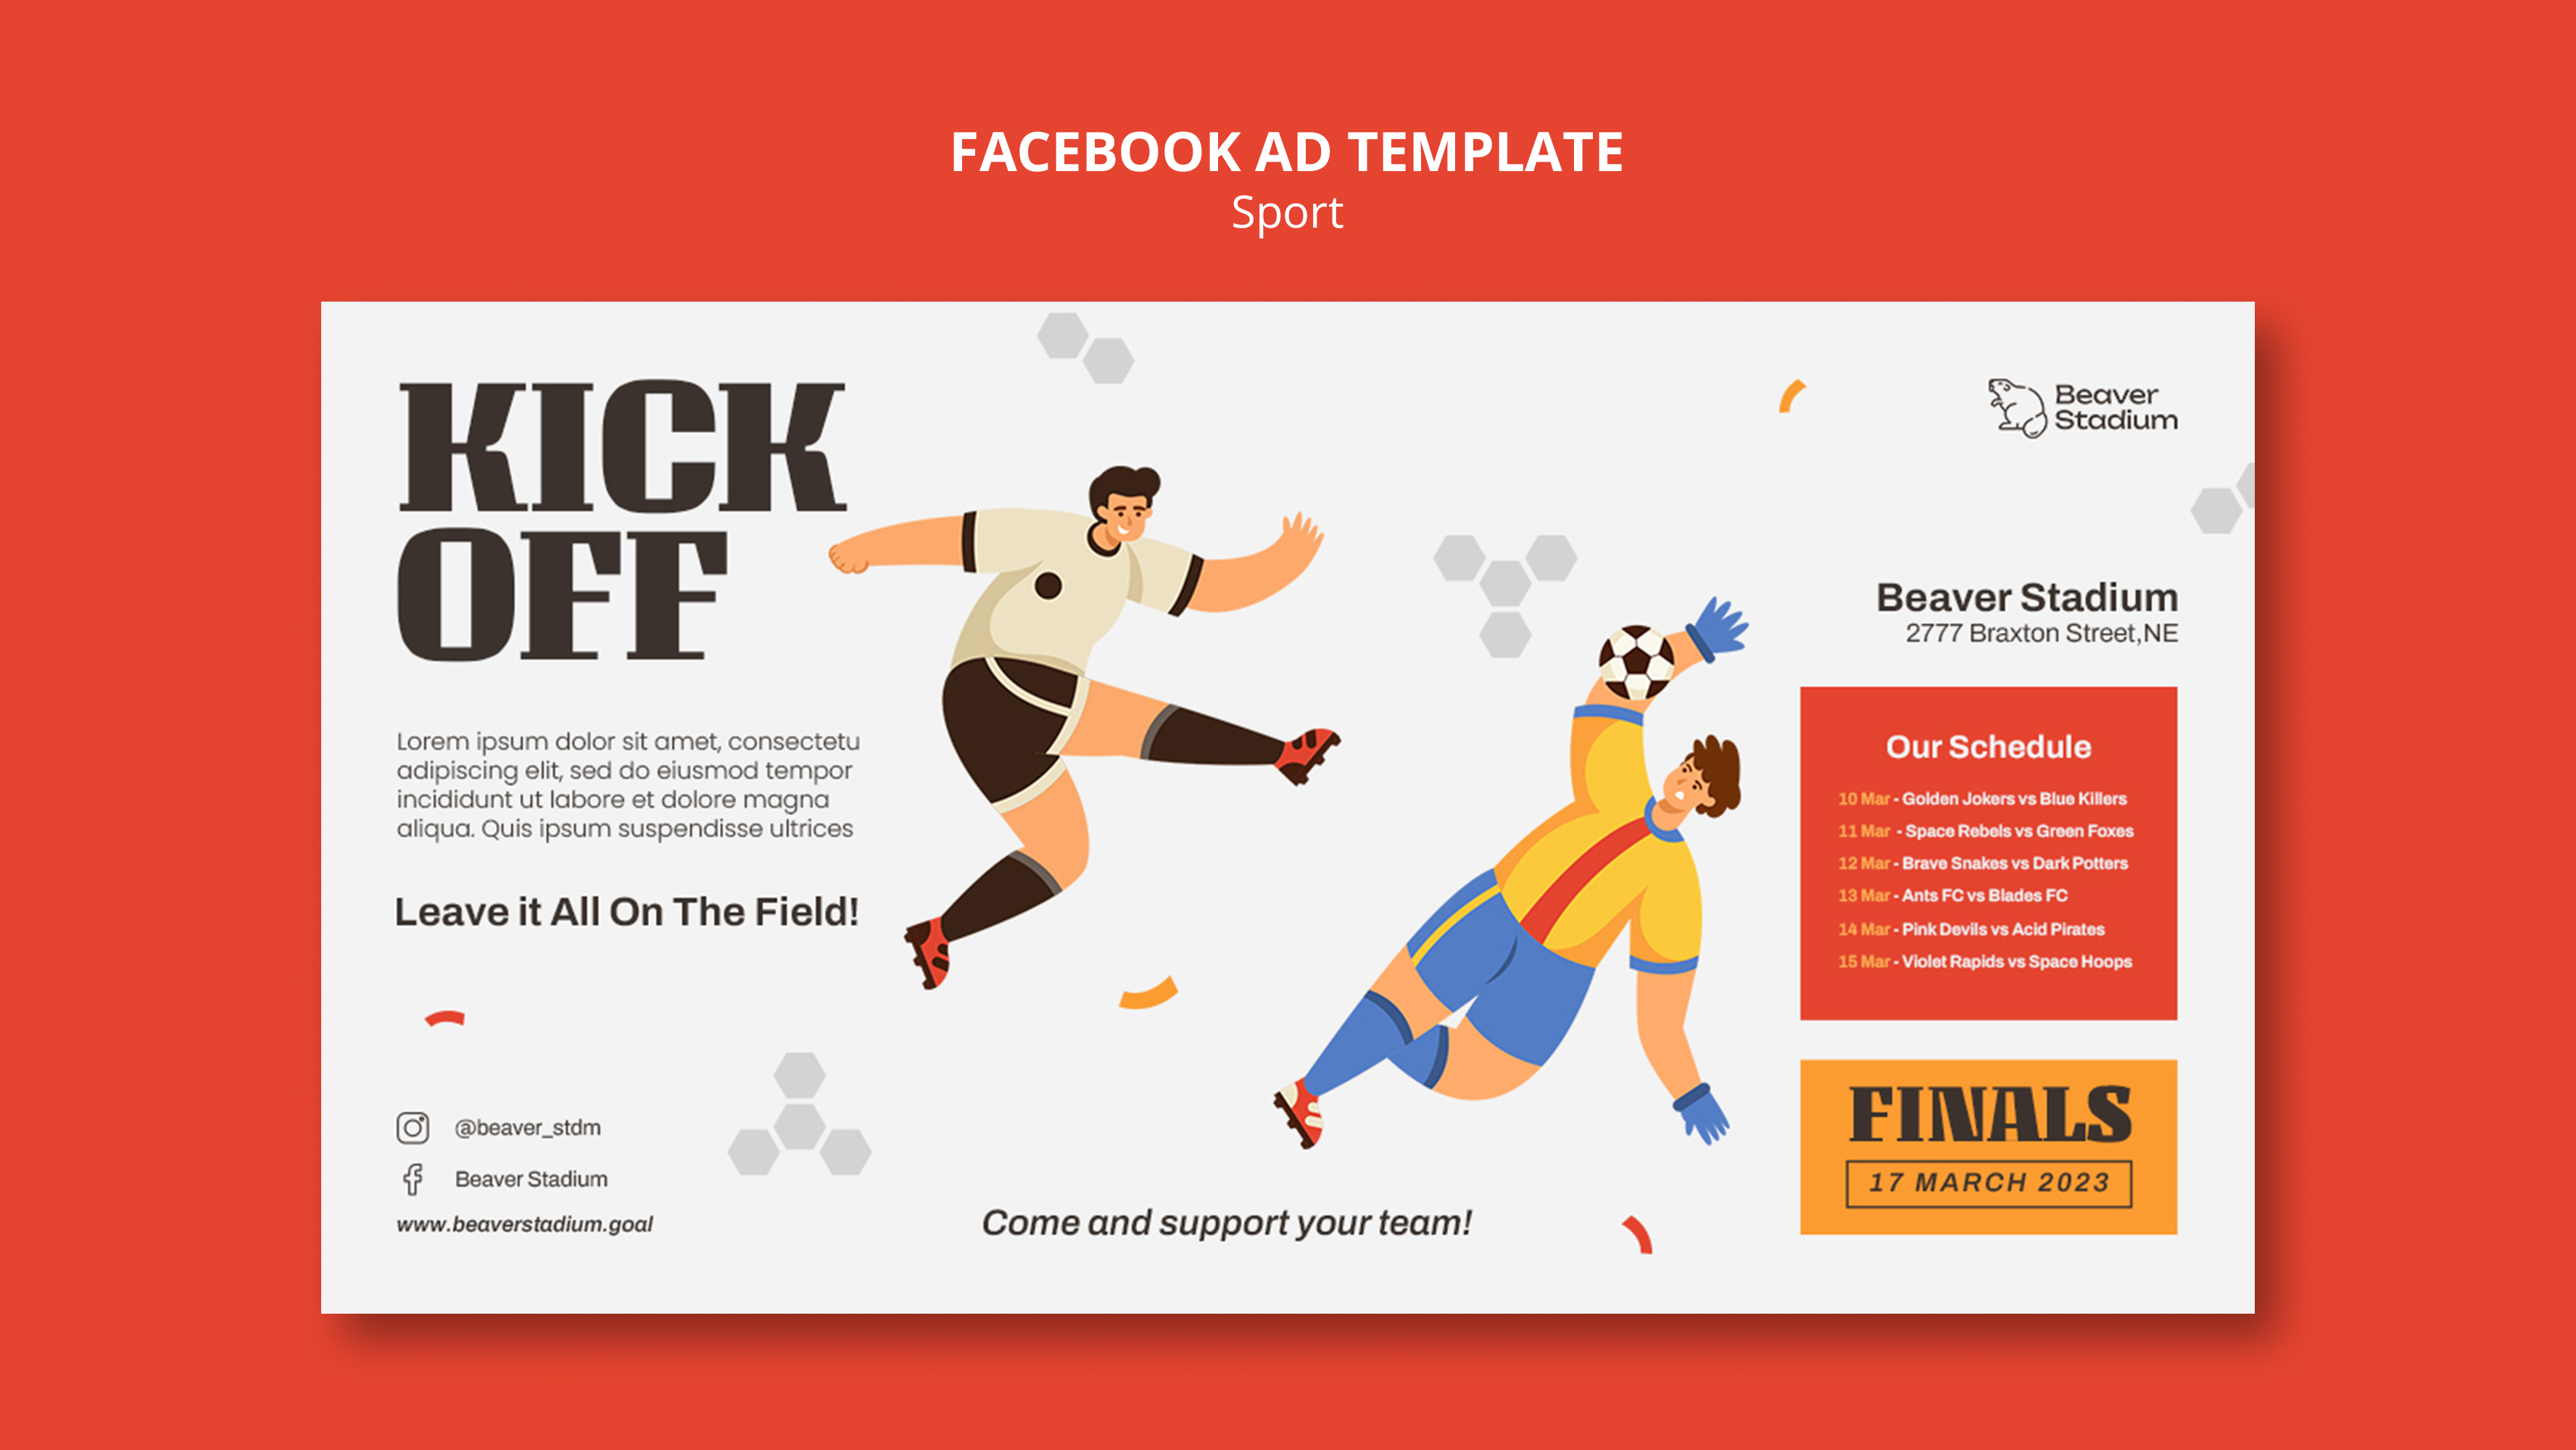 FACEBOOK AD TEMPLATE
Sport
KICK
OFF
Lorem ipsum dolor sit amet, consectetu
adipiscing elit, sed do eiusmod tempor
incididunt ut labore et dolore magna
aliqua. Quis ipsum suspendisse ultrices
Leave it All On The Field!
@beaver_stdm
Beaver Stadium
www.beaverstadium.goal
Come and support your team!
Beaver
Stadium
Beaver Stadium
2777 Braxton Street,NE
Our Schedule
10 Mar - Golden Jokers vs Blue Killers
11 Mar - Space Rebels vs Green Foxes
12 Mar - Brave Snakes vs Dark Potters
13 Mar - Ants FC vs Blades FC
14 Mar - Pink Devils vs Acid Pirates
15 Mar - Violet Rapids vs Space Hoops
FINALS
17 MARCH 2023